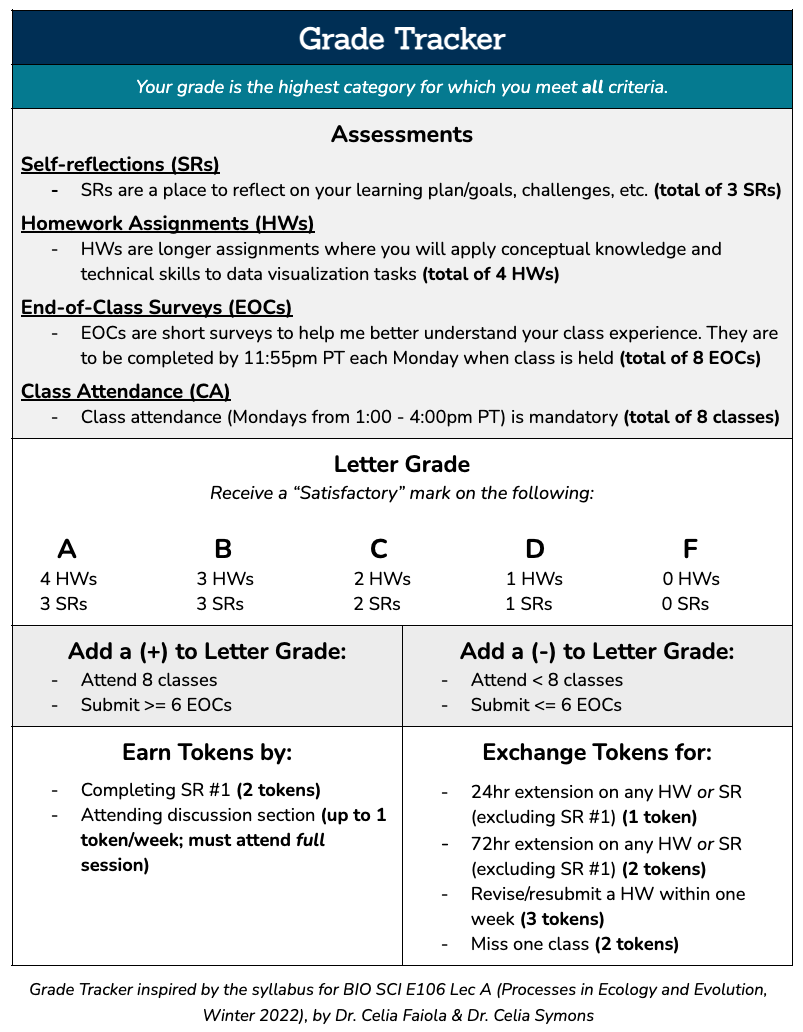 Grade Tracker
Your grade is the highest category for which you meet all criteria.
Assessments
Self-reflections (SRs)
- SRs are a place to reflect on your learning plan/goals, challenges, etc. (total of 3 SRs)
Homework Assignments (HWs)
- HWs are longer assignments where you will apply conceptual knowledge and
technical skills to data visualization tasks (total of 4 HWs)
End-of-Class Surveys (EOCs)
- EOCs are short surveys to help me better understand your class experience. They are
to be completed by 11:55pm PT each Monday when class is held (total of 8 EOCs)
Class Attendance (CA)
- Class attendance (Mondays from 1:00 - 4:00pm PT) is mandatory (total of 8 classes)
Letter Grade
Receive a “Satisfactory” mark on the following:
A B C D F
4 HWs 3 HWs 2 HWs 1 HWs 0 HWs
3 SRs 3 SRs 2 SRs 1 SRs 0 SRs
Add a (+) to Letter Grade:
- Attend 8 classes
- Submit >= 6 EOCs
Add a (-) to Letter Grade:
- Attend < 8 classes
- Submit <= 6 EOCs
Earn Tokens by:
- Completing SR #1 (2 tokens)
- Attending discussion section (up to 1
token/week; must attend full
session)
Exchange Tokens for:
- 24hr extension on any HW or SR
(excluding SR #1) (1 token)
- 72hr extension on any HW or SR
(excluding SR #1) (2 tokens)
- Revise/resubmit a HW within one
week (3 tokens)
- Miss one class (2 tokens)
Grade Tracker inspired by the syllabus for BIO SCI E106 Lec A (Processes in Ecology and Evolution,
Winter 2022), by Dr. Celia Faiola & Dr. Celia Symons